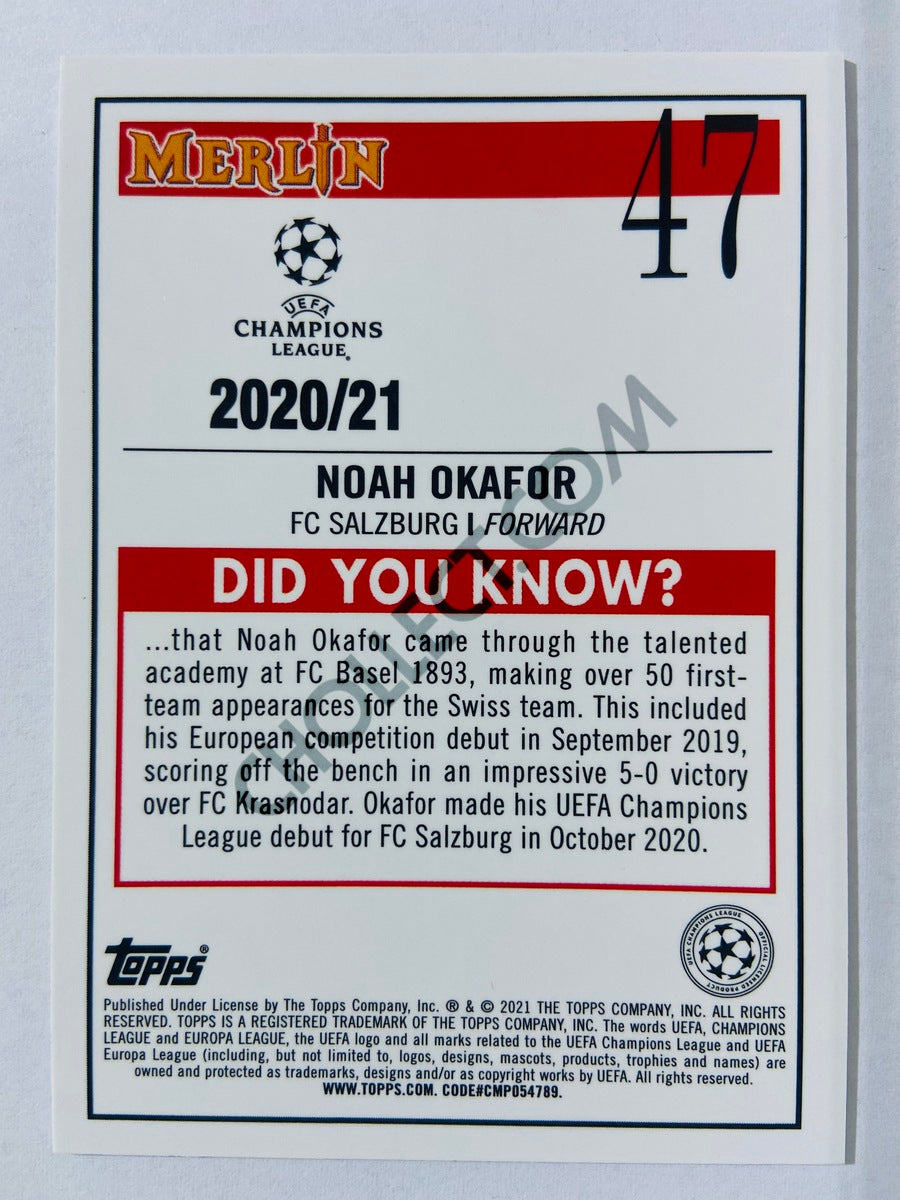 MERLIN
47
UEFA
CHAMPIONS
LEAGUE®
2020/21
NOAH OKAFOR
FC SALZBURG | FORWARD
DID YOU KNOW?
...that Noah Okafor came through the talented
academy at FC Basel 1893, making over 50 first-
team appearances for the Swiss team. This included
his European competition debut in September 2019,
scoring off the bench in an impressive 5-0 victory
over FC Krasnodar. Okafor made his UEFA Champions
League debut for FC Salzburg in October 2020.
CHOLLECT.COM
topps®
UEFA CHAMPIONS LEAGUE OFFICIAL LICENSED PRODUCT
Published Under License by The Topps Company, Inc. ® & © 2021 THE TOPPS COMPANY, INC. ALL RIGHTS
RESERVED. TOPPS IS A REGISTERED TRADEMARK OF THE TOPPS COMPANY, INC. The words UEFA, CHAMPIONS
LEAGUE and EUROPA LEAGUE, the UEFA logo and all marks related to the UEFA Champions League and UEFA
Europa League (including, but not limited to, logos, designs, mascots, products, trophies and names) are
owned and protected as trademarks, designs and/or as copyright works by UEFA. All rights reserved.
WWW.TOPPS.COM. CODE#CMP054789.